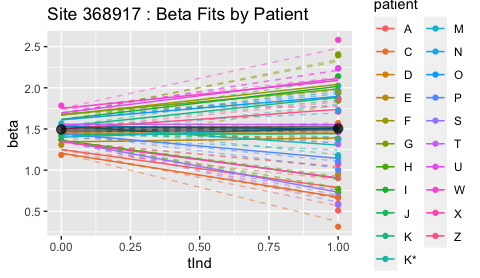 Site 368917 : Beta Fits by Patient
beta
2.5
2.0
1.5
1.0
0.5
0.00
0.25
0.50
0.75
1.00
tInd
patient
A
C
D
E
F
G
H
I
J
K
K*
M
N
O
P
S
T
U
W
X
Z